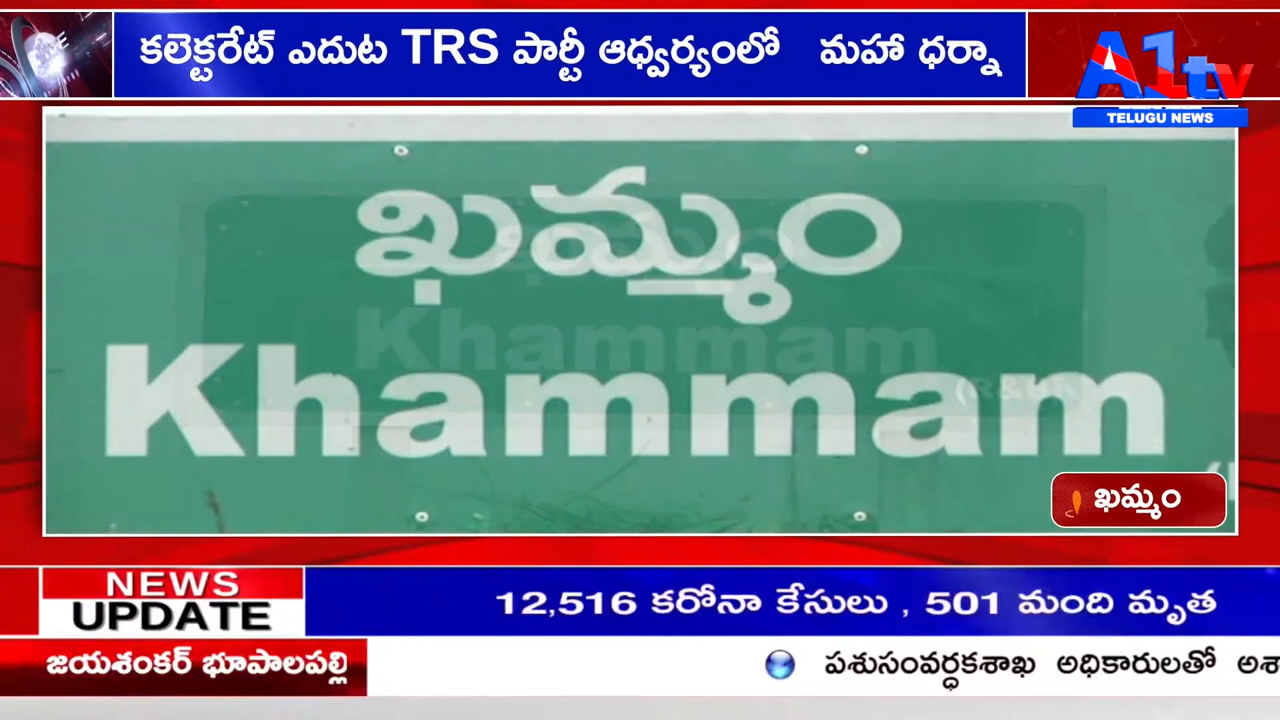 కలెక్టరేట్ ఎదుట TRS పార్టీ ఆధ్వర్యంలో మహా ధర్నా
A1tv
TELUGU NEWS
ఖమ్మం
Khammam
Khammam
ఖమ్మం
NEWS
UPDATE
12,516 కరోనా కేసులు , 501 మంది మృత
జయశంకర్ భూపాలపల్లి
పశుసంవర్ధకశాఖ అధికారులతో